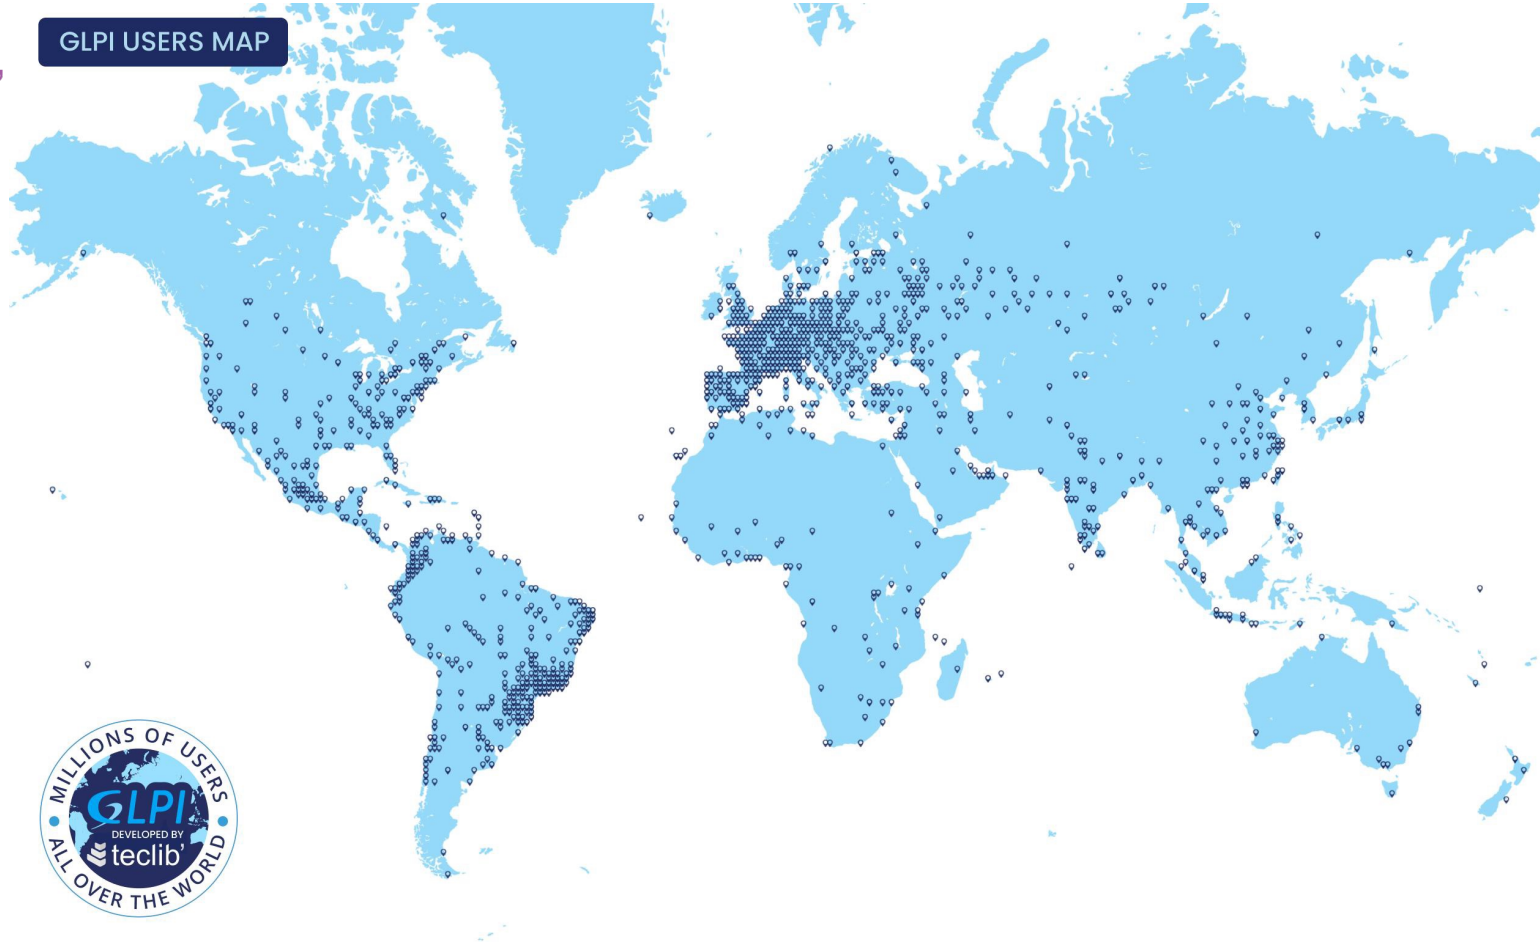 GLPI USERS MAP
MILLIONS OF USERS
GLPI
DEVELOPED BY
teclib'
ALL OVER THE WORLD